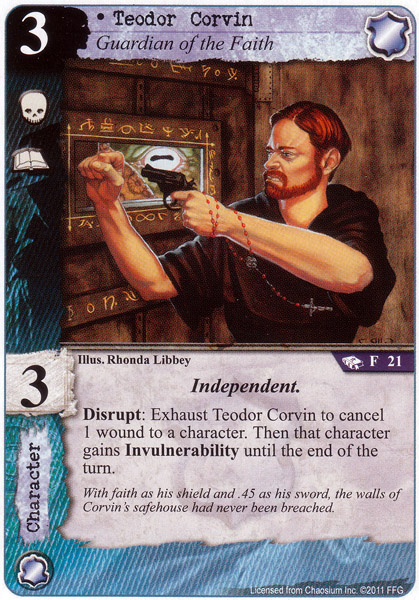 3
• Teodor Corvin
Guardian of the Faith
Illus. Rhonda Libbey
F 21
3
Character
Independent.
Disrupt: Exhaust Teodor Corvin to cancel
1 wound to a character. Then that character
gains Invulnerability until the end of the
turn.
With faith as his shield and .45 as his sword, the walls of
Corvin's safehouse had never been breached.
Licensed from Chaosium Inc. ©2011 FFG